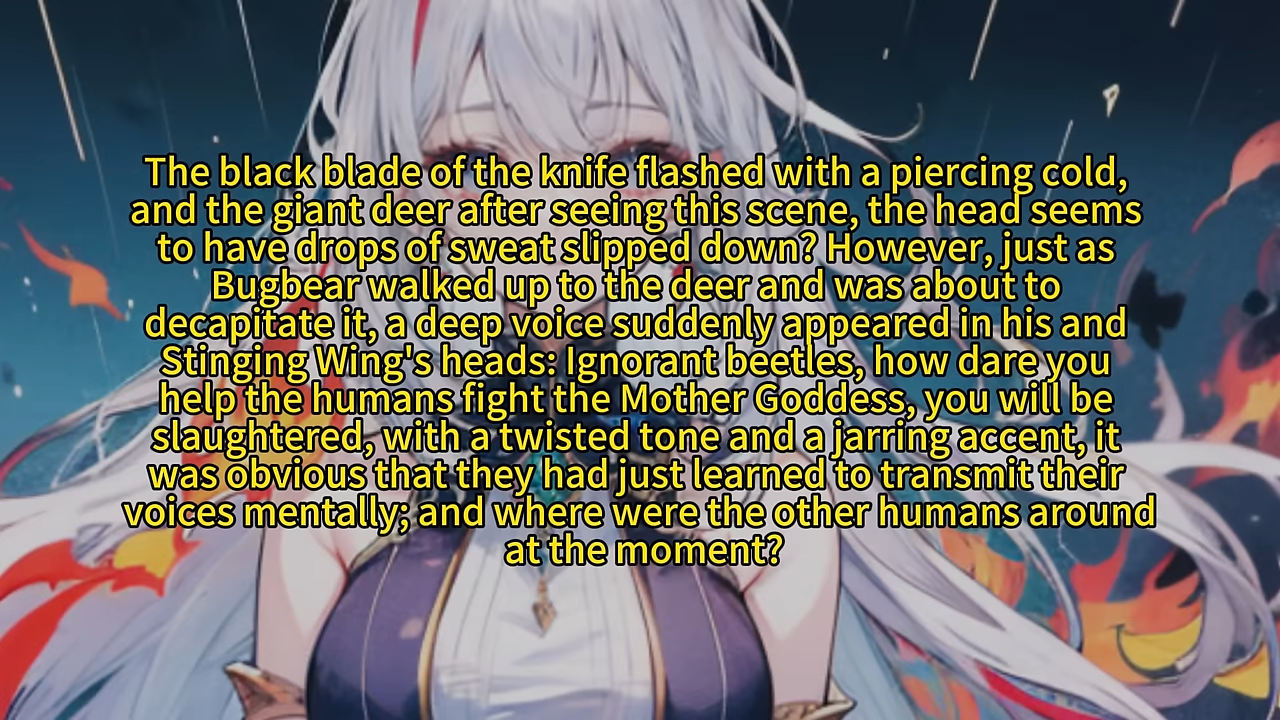 The black blade of the knife flashed with a piercing cold,
and the giant deer after seeing this scene, the head seems
to have drops of sweat slipped down? However, just as
Bugbear walked up to the deer and was about to
decapitate it, a deep voice suddenly appeared in his and
Stinging Wing's heads: Ignorant beetles, how dare you
help the humans fight the Mother Goddess, you will be
slaughtered, with a twisted tone and a jarring accent, it
was obvious that they had just learned to transmit their
voices mentally; and where were the other humans around
at the moment?